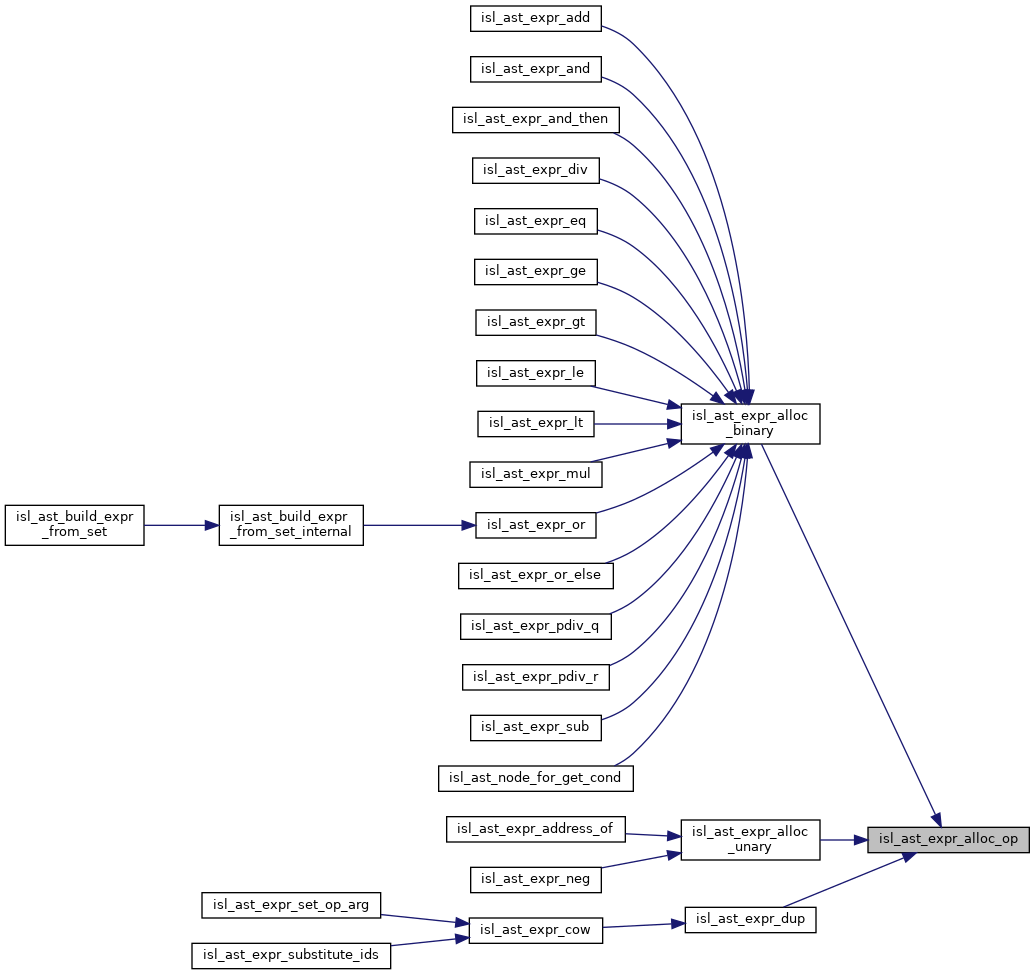 isl_ast_expr_add
isl_ast_expr_and
isl_ast_expr_and_then
isl_ast_expr_div
isl_ast_expr_eq
isl_ast_expr_ge
isl_ast_expr_gt
isl_ast_expr_le
isl_ast_expr_alloc
_binary
isl_ast_expr_lt
isl_ast_expr_mul
isl_ast_build_expr
_from_set
isl_ast_build_expr
_from_set_internal
isl_ast_expr_or
isl_ast_expr_or_else
isl_ast_expr_pdiv_q
isl_ast_expr_pdiv_r
isl_ast_expr_sub
isl_ast_node_for_get_cond
isl_ast_expr_address_of
isl_ast_expr_alloc
_unary
isl_ast_expr_alloc_op
isl_ast_expr_neg
isl_ast_expr_set_op_arg
isl_ast_expr_cow
isl_ast_expr_dup
isl_ast_expr_substitute_ids